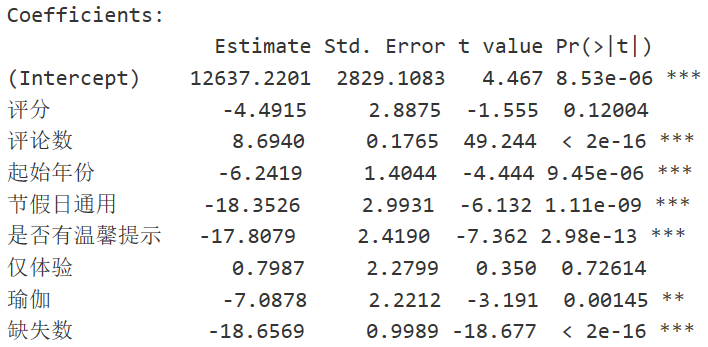 Coefficients:
Estimate Std. Error t value Pr(>|t|)
(Intercept) 12637.2201 2829.1083 4.467 8.53e-06 ***
评分 -4.4915 2.8875 -1.555 0.12004
评论数 8.6940 0.1765 49.244 < 2e-16 ***
起始年份 -6.2419 1.4044 -4.444 9.45e-06 ***
节假日通用 -18.3526 2.9931 -6.132 1.11e-09 ***
是否有温馨提示 -17.8079 2.4190 -7.362 2.98e-13 ***
仅体验 0.7987 2.2799 0.350 0.72614
瑜伽 -7.0878 2.2212 -3.191 0.00145 **
缺失数 -18.6569 0.9989 -18.677 < 2e-16 ***